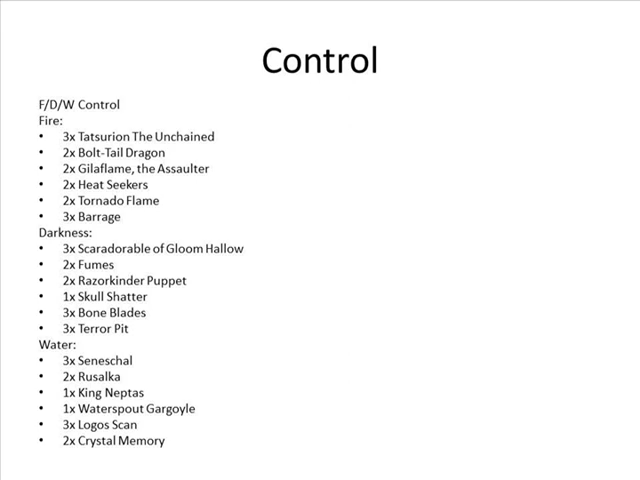 Control
F/D/W Control
Fire:
• 3x Tatsurion The Unchained
• 2x Bolt-Tail Dragon
• 2x Gilaflame, the Assaulter
• 2x Heat Seekers
• 2x Tornado Flame
• 3x Barrage
Darkness:
• 3x Scaradorable of Gloom Hallow
• 2x Fumes
• 2x Razorkinder Puppet
• 1x Skull Shatter
• 3x Bone Blades
• 3x Terror Pit
Water:
• 3x Seneschal
• 2x Rusalka
• 1x King Neptas
• 1x Waterspout Gargoyle
• 3x Logos Scan
• 2x Crystal Memory